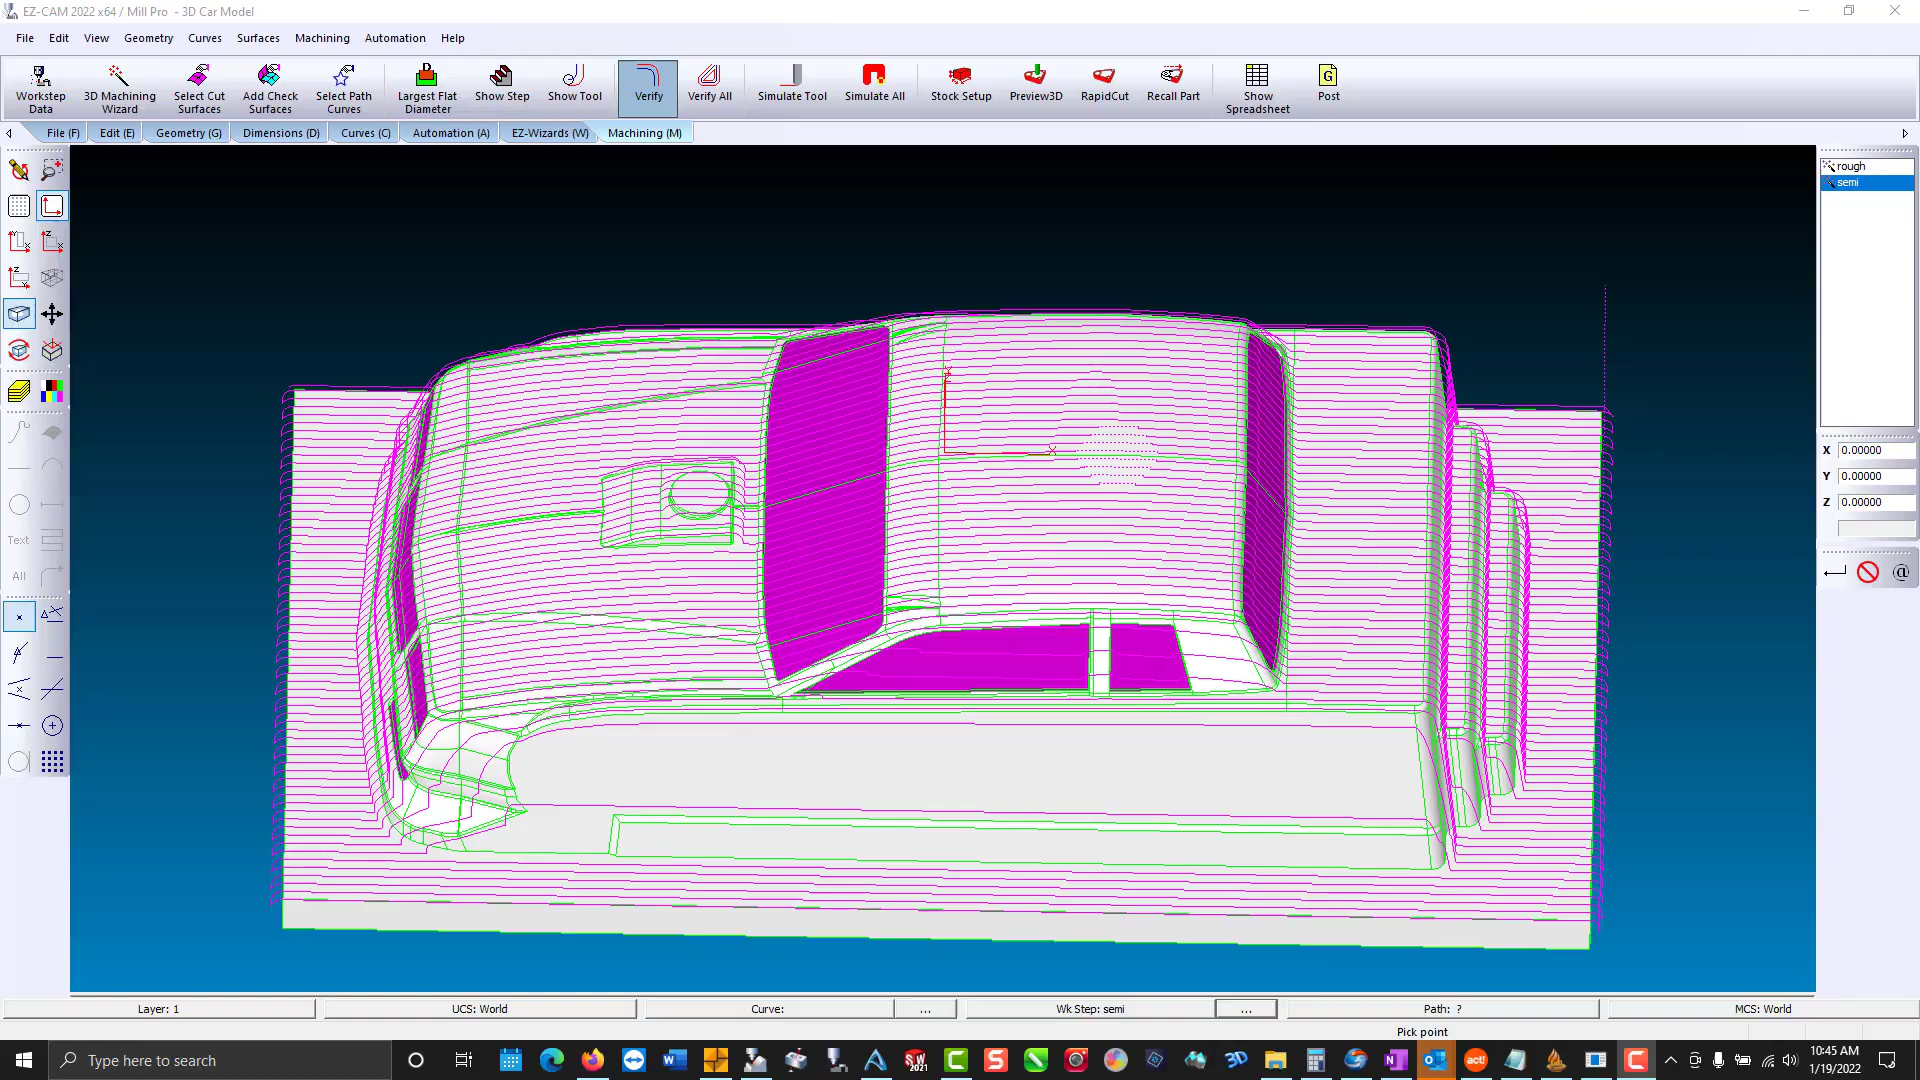 EZ-CAM 2022 x64 / Mill Pro - 3D Car Model
File Edit View Geometry Curves Surfaces Machining Automation Help
Workstep Data
3D Machining Wizard
Select Cut Surfaces
Add Check Surfaces
Select Path Curves
D
Largest Flat Diameter
Show Step
Show Tool
Verify
Verify All
Simulate Tool
Simulate All
Stock Setup
Preview3D
RapidCut
Recall Part
Show Spreadsheet
G
Post
File (F) Edit (E) Geometry (G) Dimensions (D) Curves (C) Automation (A) EZ-Wizards (W) Machining (M)
rough
semi
X 0.00000
Y 0.00000
Z 0.00000
@
Text
All
Y
X
Layer: 1 UCS: World Curve: ... Wk Step: semi ... Path: ? MCS: World
Pick point
Type here to search
10:45 AM
1/19/2022